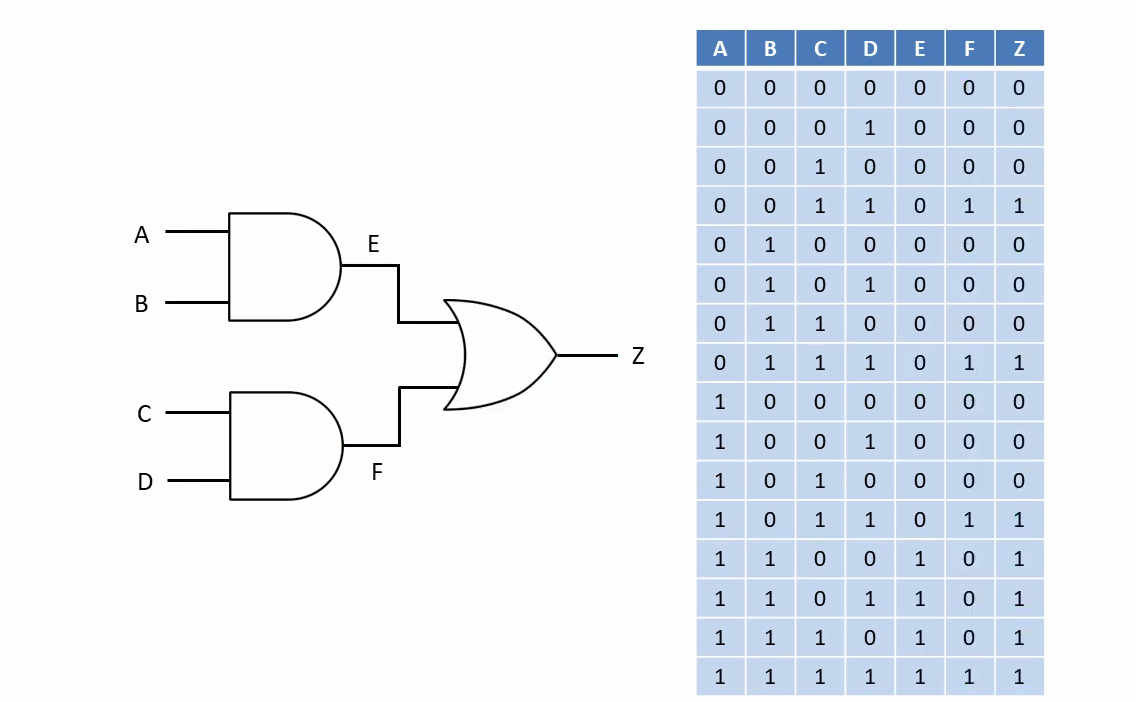 A
B
E
C
D
F
Z
A B C D E F Z
0 0 0 0 0 0 0
0 0 0 1 0 0 0
0 0 1 0 0 0 0
0 0 1 1 0 1 1
0 1 0 0 0 0 0
0 1 0 1 0 0 0
0 1 1 0 0 0 0
0 1 1 1 0 1 1
1 0 0 0 0 0 0
1 0 0 1 0 0 0
1 0 1 0 0 0 0
1 0 1 1 0 1 1
1 1 0 0 1 0 1
1 1 0 1 1 0 1
1 1 1 0 1 0 1
1 1 1 1 1 1 1